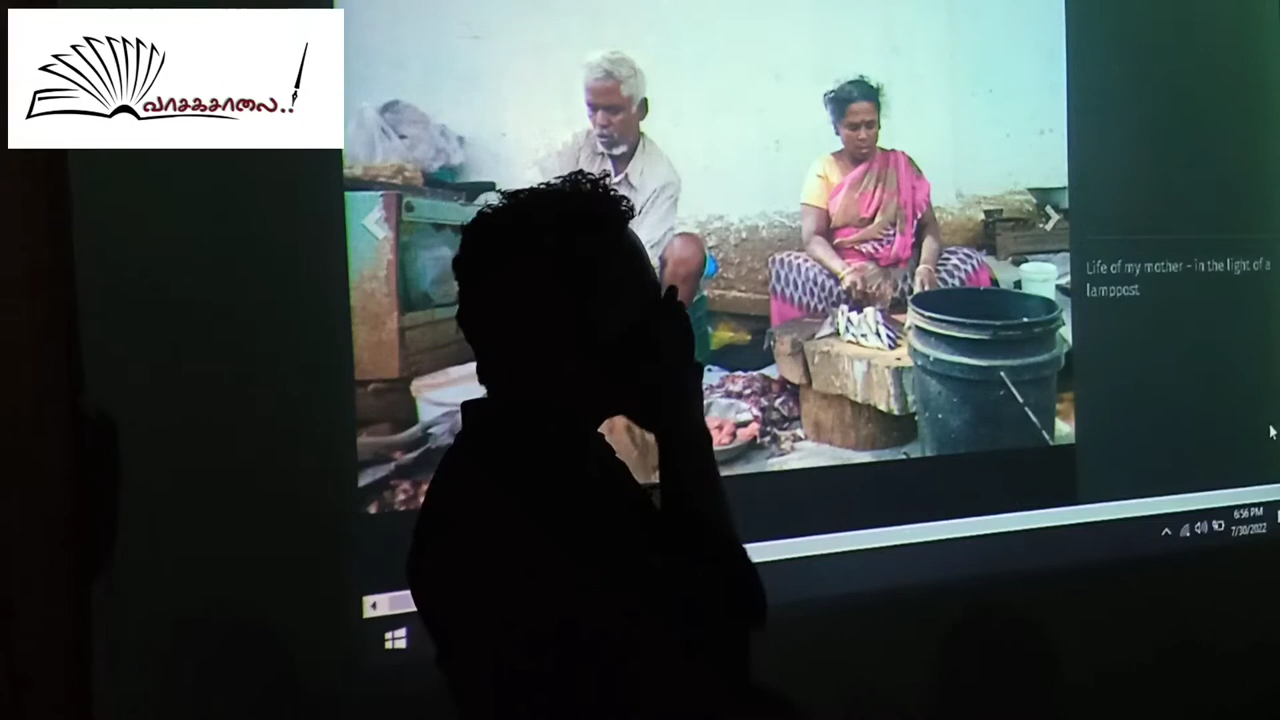 வாசகசாலை..!
Life of my mother - in the light of a
lamppost
6:56 PM
7/30/2022